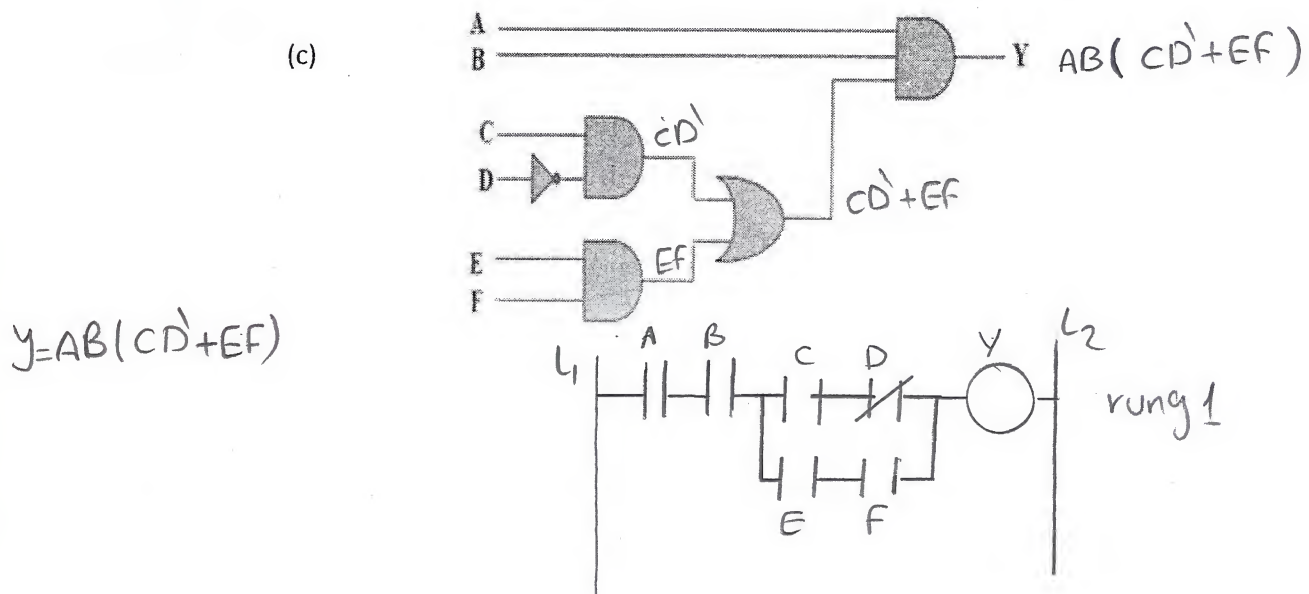 (c)
A
B
Y AB( CD'+EF)
C
D
CD'
CD'+EF
E
F
EF
Y=AB(CD'+EF)
L1 A B C D Y L2
rung 1
E F